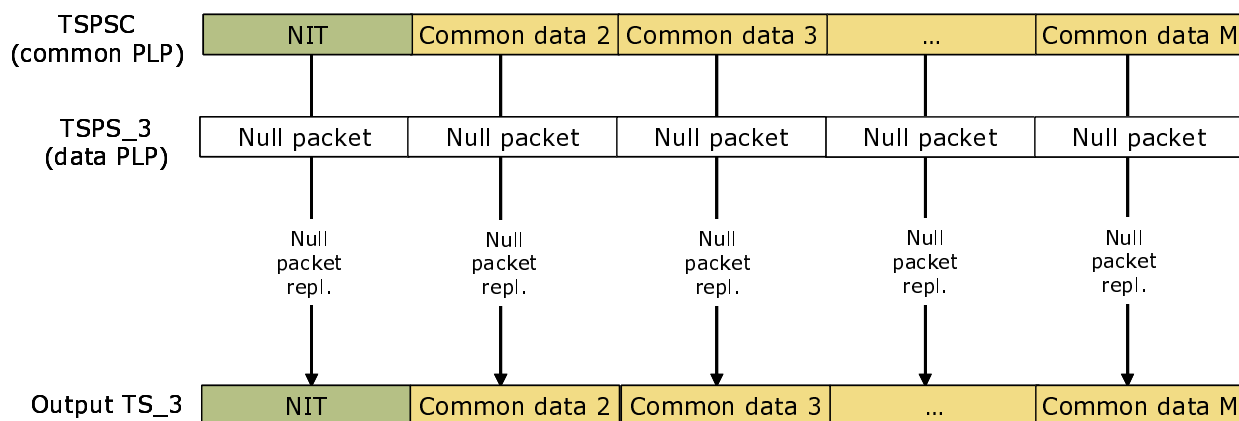 TSPSC
(common PLP)
NIT Common data 2 Common data 3 ... Common data M
TSPS_3
(data PLP)
Null packet Null packet Null packet Null packet Null packet
Null Null Null Null Null
packet packet packet packet packet
repl. repl. repl. repl. repl.
Output TS_3
NIT Common data 2 Common data 3 ... Common data M